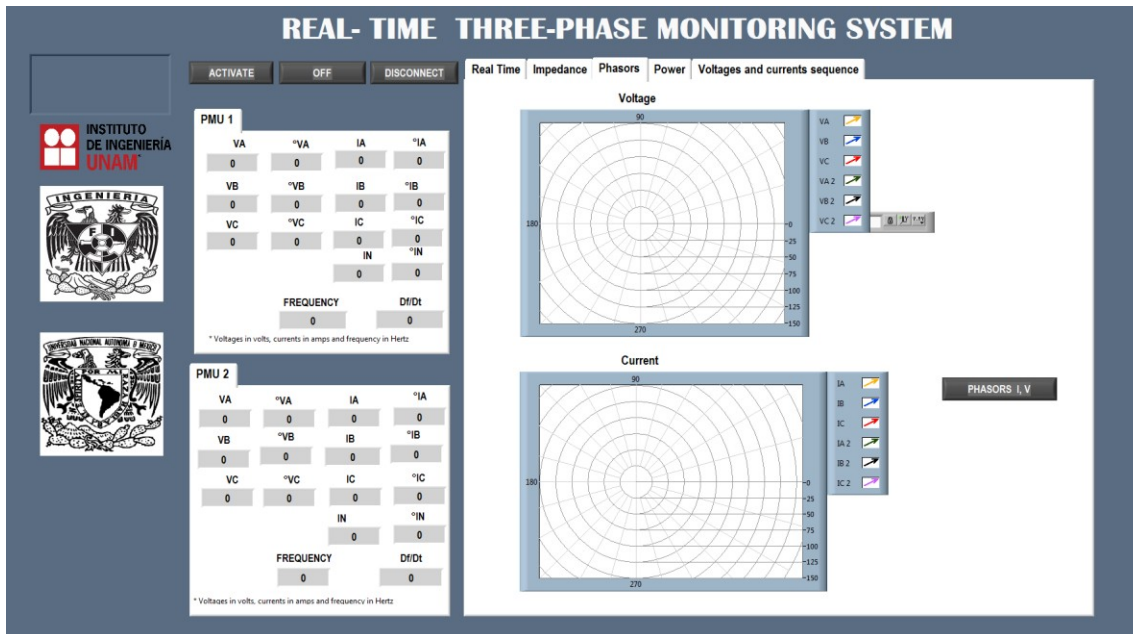 REAL- TIME THREE-PHASE MONITORING SYSTEM
ACTIVATE OFF DISCONNECT
Real Time Impedance Phasors Power Voltages and currents sequence
INSTITUTO
DE INGENIERÍA
UNAM
INGENIERIA
UNIVERSIDAD NACIONAL AUTONOMA D MEXICO
PMU 1
VA °VA IA °IA
0 0 0 0
VB °VB IB °IB
0 0 0 0
VC °VC IC °IC
0 0 0 0
IN °IN
0 0
FREQUENCY Df/Dt
0 0
* Voltages in volts, currents in amps and frequency in Hertz
PMU 2
VA °VA IA °IA
0 0 0 0
VB °VB IB °IB
0 0 0 0
VC °VC IC °IC
0 0 0 0
IN °IN
0 0
FREQUENCY Df/Dt
0 0
* Voltages in volts, currents in amps and frequency in Hertz
Voltage
90
180
270
-0
-25
-50
-75
-100
-125
-150
VA
VB
VC
VA 2
VB 2
VC 2
Current
90
180
270
-0
-25
-50
-75
-100
-125
-150
IA
IB
IC
IA 2
IB 2
IC 2
PHASORS I, V